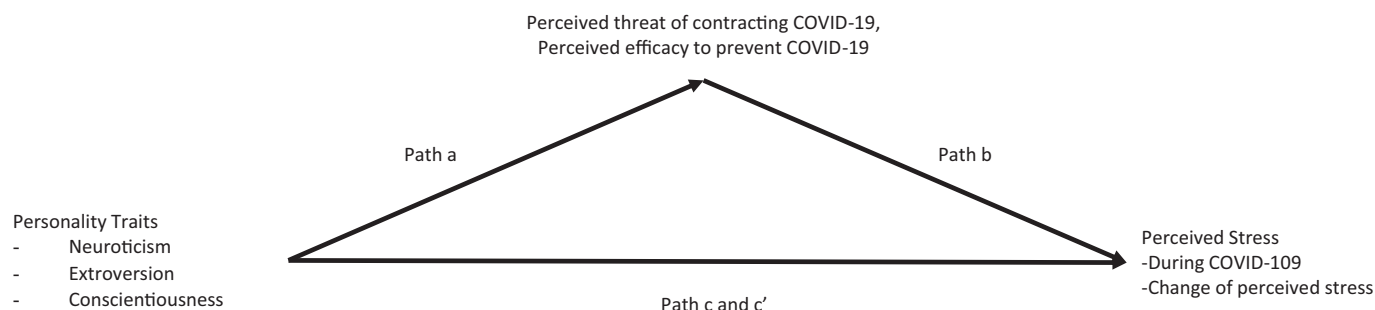 Perceived threat of contracting COVID-19,
Perceived efficacy to prevent COVID-19
Path a
Path b
Personality Traits
- Neuroticism
- Extroversion
- Conscientiousness
Perceived Stress
-During COVID-109
-Change of perceived stress
Path c and c’